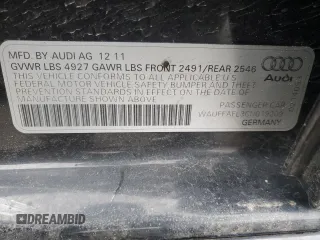 MFD. BY AUDI AG 12 11
GVWR LBS 4927 GAWR LBS FRONT 2491/REAR 2546
THIS VEHICLE CONFORMS TO ALL APPLICABLE U.S.
FEDERAL MOTOR VEHICLE SAFETY BUMPER AND THEFT
PREVENTION STANDARDS IN EFFECT ON THE DATE OF
MANUFACTURE SHOWN ABOVE.
Audi
PASSENGER CAR
GERMANY
©DREAMBID